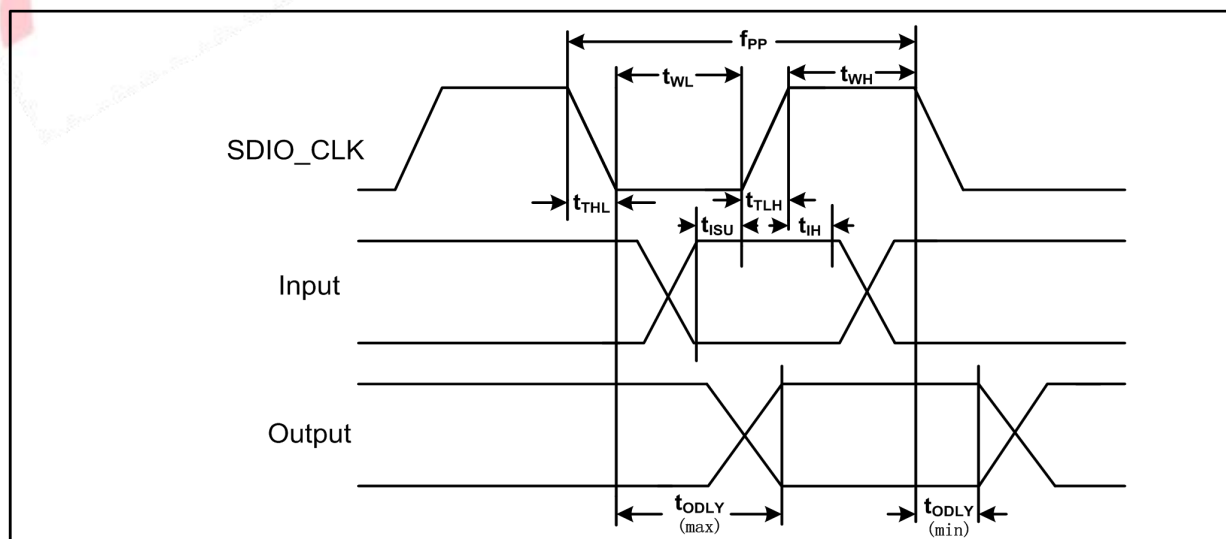 fPP
tWL
tWH
SDIO_CLK
tTHL
tTLH
tISU
tIH
Input
Output
tODLY
(max)
tODLY
(min)